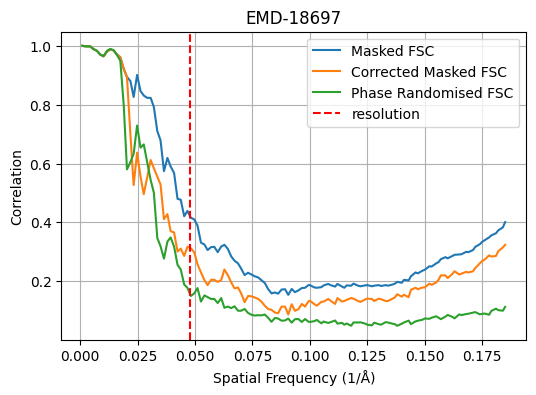 EMD-18697
Masked FSC
Corrected Masked FSC
Phase Randomised FSC
resolution
1.0
0.8
0.6
0.4
0.2
Correlation
0.000 0.025 0.050 0.075 0.100 0.125 0.150 0.175
Spatial Frequency (1/Å)